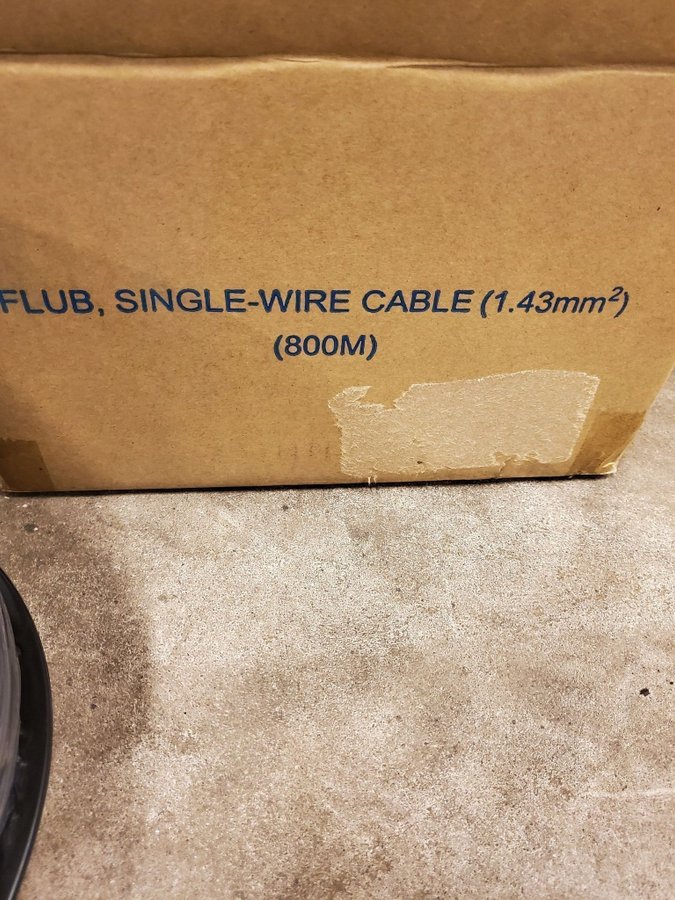 FLUB, SINGLE-WIRE CABLE (1.43mm²)
(800M)